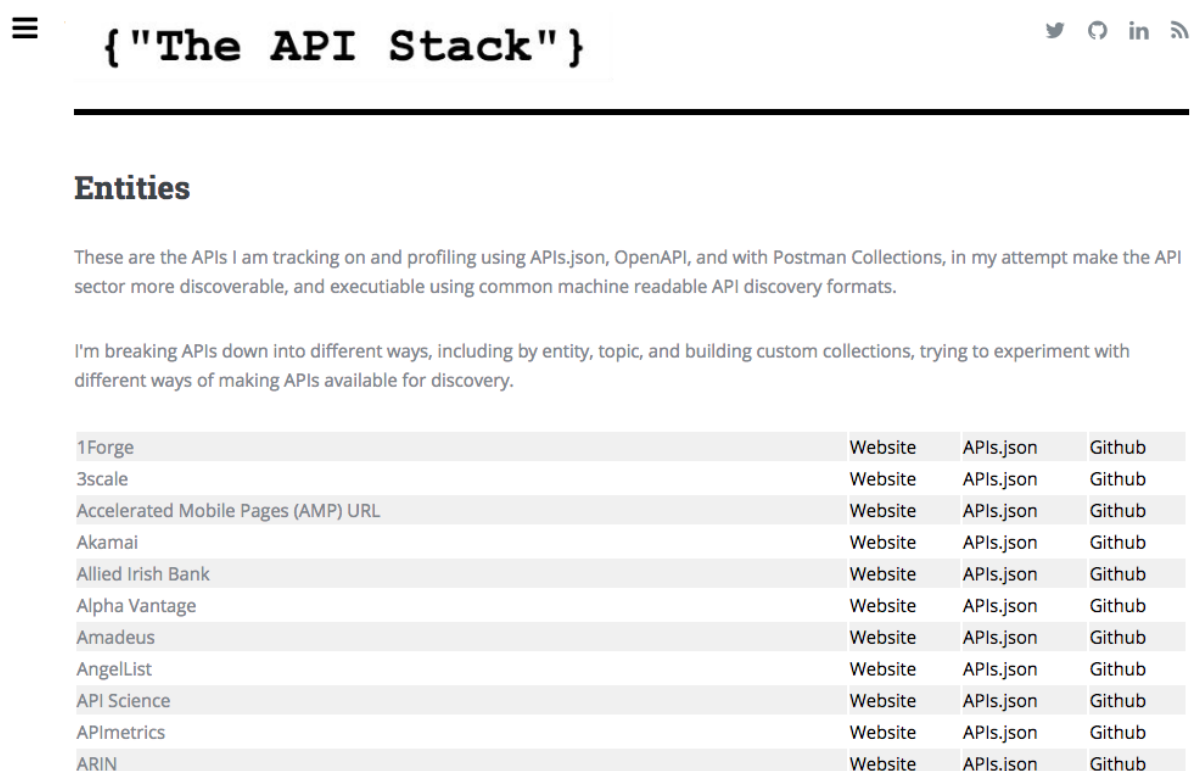 {"The API Stack"}
Entities
These are the APIs I am tracking on and profiling using APIs.json, OpenAPI, and with Postman Collections, in my attempt make the API
sector more discoverable, and executiable using common machine readable API discovery formats.
I'm breaking APIs down into different ways, including by entity, topic, and building custom collections, trying to experiment with
different ways of making APIs available for discovery.
1Forge Website APIs.json Github
3scale Website APIs.json Github
Accelerated Mobile Pages (AMP) URL Website APIs.json Github
Akamai Website APIs.json Github
Allied Irish Bank Website APIs.json Github
Alpha Vantage Website APIs.json Github
Amadeus Website APIs.json Github
AngelList Website APIs.json Github
API Science Website APIs.json Github
APImetrics Website APIs.json Github
ARIN Website APIs.json Github